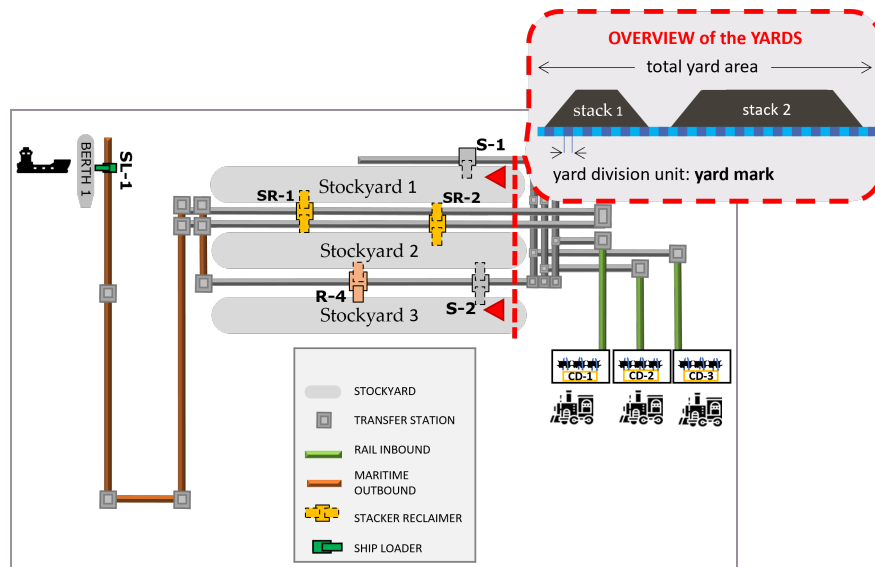 OVERVIEW of the YARDS
total yard area
stack 1
stack 2
yard division unit: yard mark
S-1
BERTH 1
SL-1
Stockyard 1
SR-1
SR-2
Stockyard 2
R-4
S-2
Stockyard 3
CD-1
CD-2
CD-3
STOCKYARD
TRANSFER STATION
RAIL INBOUND
MARITIME
OUTBOUND
STACKER RECLAIMER
SHIP LOADER